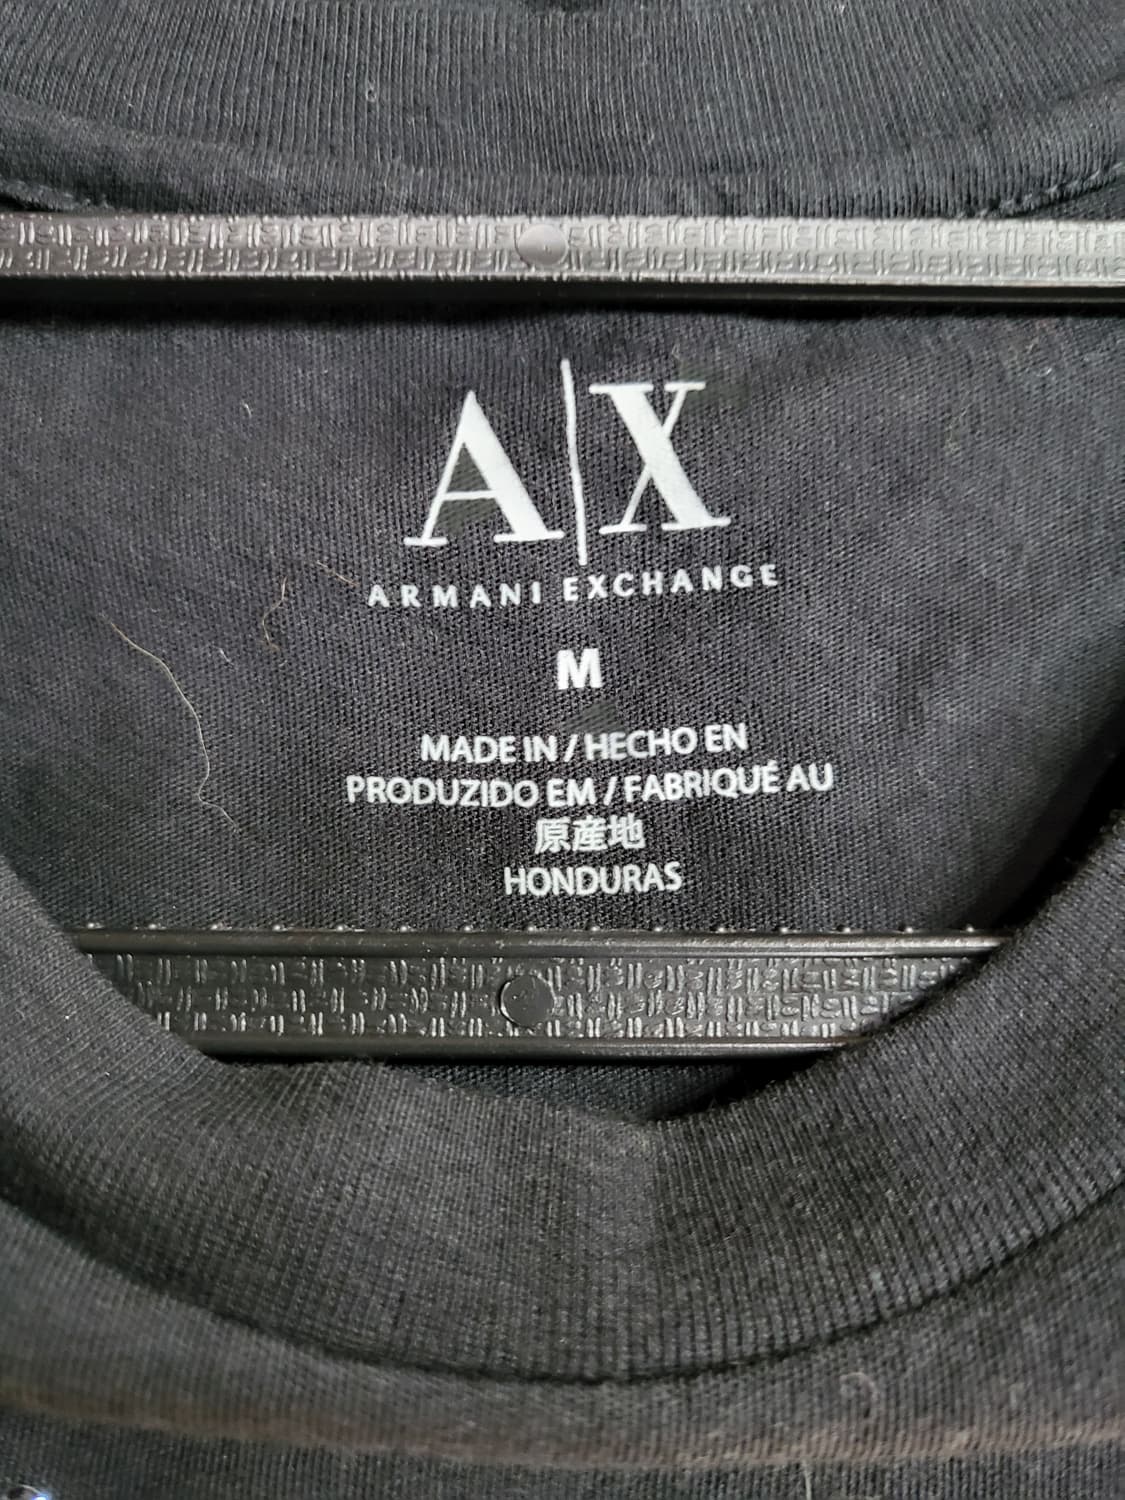 A|X
ARMANI EXCHANGE
M
MADE IN / HECHO EN
PRODUZIDO EM / FABRIQUÉ AU
原産地
HONDURAS